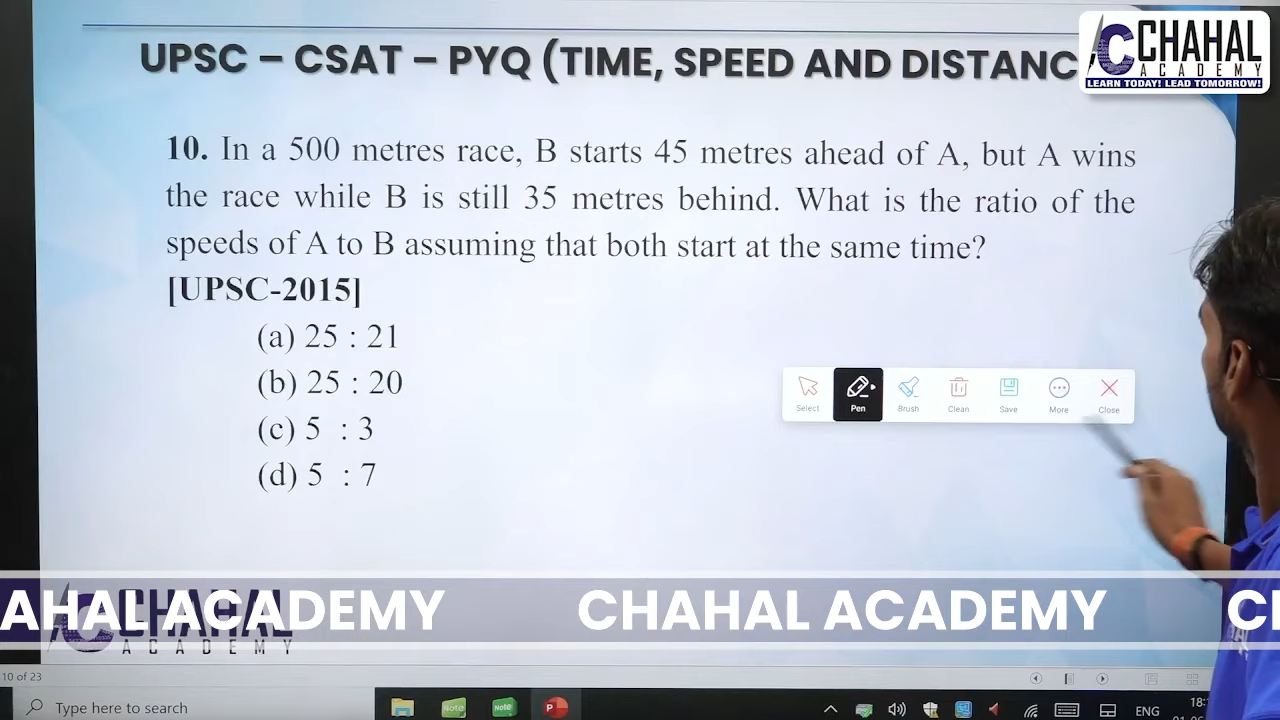 UPSC – CSAT – PYQ (TIME, SPEED AND DISTANC
CHAHAL
ACADEMY
LEARN TODAY! LEAD TOMORROW!
10. In a 500 metres race, B starts 45 metres ahead of A, but A wins
the race while B is still 35 metres behind. What is the ratio of the
speeds of A to B assuming that both start at the same time?
[UPSC-2015]
(a) 25 : 21
(b) 25 : 20
(c) 5 : 3
(d) 5 : 7
Select Pen Brush Clean Save More Close
AHAL ACADEMY CHAHAL ACADEMY C
CHAHAL
ACADEMY
10 of 23
Type here to search
Note Note
ENG